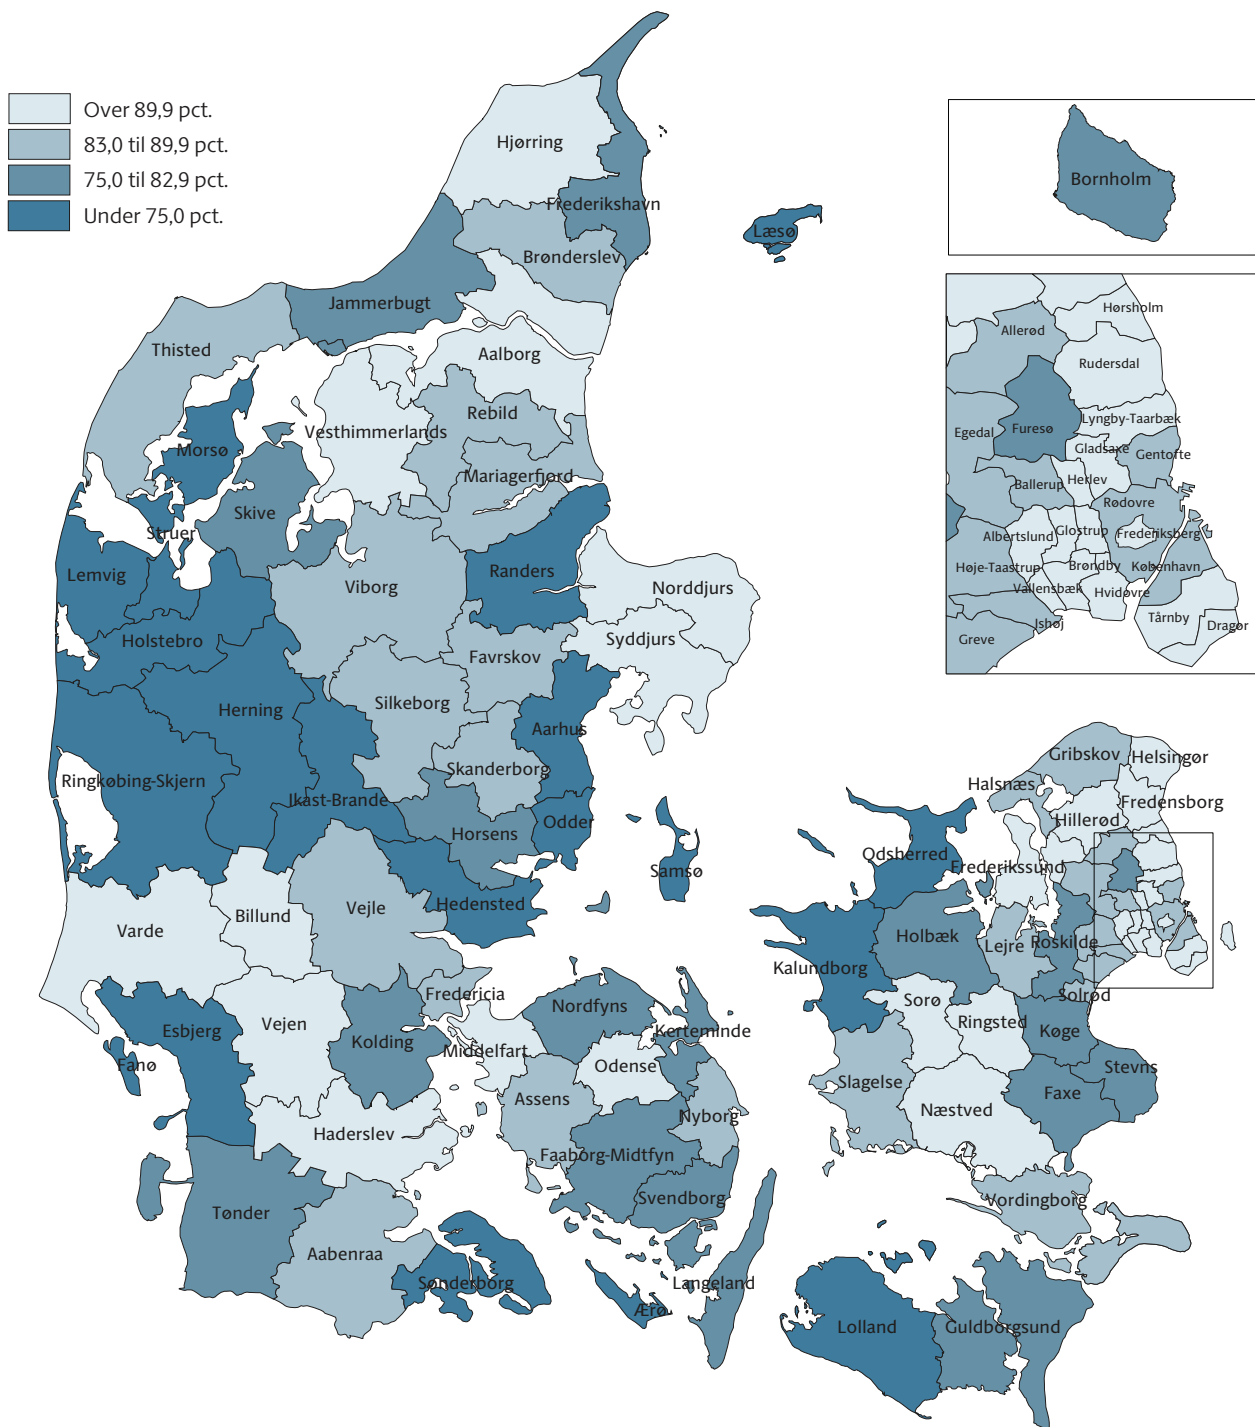 Over 89,9 pct.
83,0 til 89,9 pct.
75,0 til 82,9 pct.
Under 75,0 pct.
Hjørring
Frederikshavn
Læsø
Brønderslev
Jammerbugt
Thisted
Aalborg
Rebild
Vesthimmerlands
Morsø
Mariagerfjord
Skive
Struer
Lemvig
Viborg
Randers
Norddjurs
Holstebro
Syddjurs
Favrskov
Silkeborg
Herning
Aarhus
Skanderborg
Ringkøbing-Skjern
Ikast-Brande
Horsens
Odder
Samsø
Hedensted
Vejle
Billund
Varde
Fredericia
Esbjerg
Vejen
Kolding
Fanø
Middelfart
Nordfyns
Kerteminde
Odense
Assens
Nyborg
Haderslev
Faaborg-Midtfyn
Svendborg
Tønder
Aabenraa
Sønderborg
Langeland
Ærø
Bornholm
Hørsholm
Allerød
Rudersdal
Lyngby-Taarbæk
Furesø
Egedal
Gladsaxe
Gentofte
Ballerup
Herlev
Rødovre
Albertslund
Glostrup
Frederiksberg
Høje-Taastrup
Brøndby
København
Vallensbæk
Hvidovre
Ishøj
Tårnby
Dragør
Greve
Gribskov
Helsingør
Halsnæs
Fredensborg
Hillerød
Odsherred
Frederikssund
Holbæk
Lejre
Roskilde
Kalundborg
Solrød
Sorø
Ringsted
Køge
Stevns
Slagelse
Faxe
Næstved
Vordingborg
Lolland
Guldborgsund